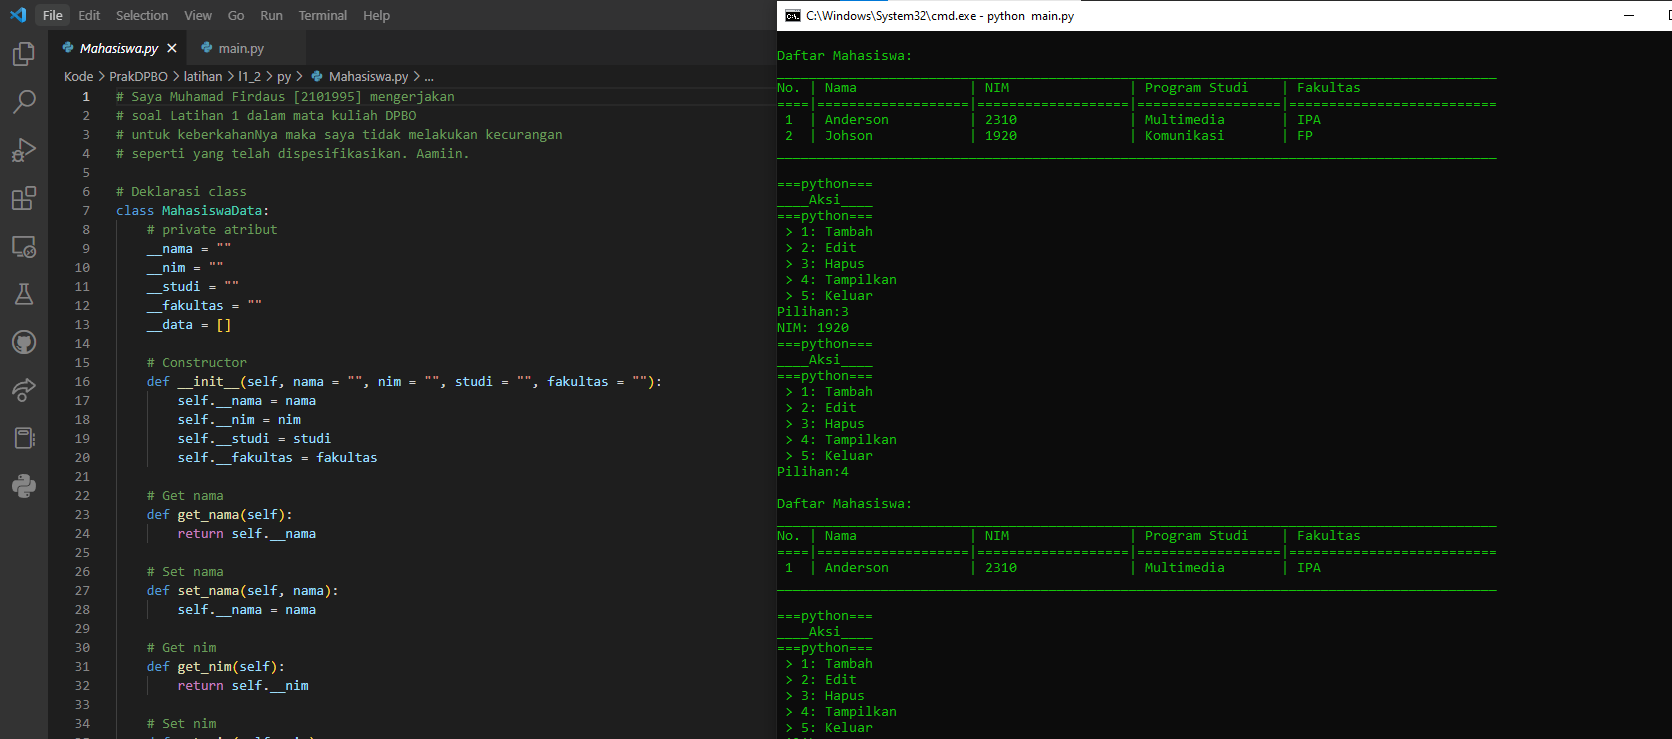 File Edit Selection View Go Run Terminal Help
Mahasiswa.py main.py
Kode > PrakDPBO > latihan > l1_2 > py > Mahasiswa.py > ...
1 # Saya Muhamad Firdaus [2101995] mengerjakan
2 # soal Latihan 1 dalam mata kuliah DPBO
3 # untuk keberkahanNya maka saya tidak melakukan kecurangan
4 # seperti yang telah dispesifikasikan. Aamiin.
5
6 # Deklarasi class
7 class MahasiswaData:
8     # private atribut
9     __nama = ""
10     __nim = ""
11     __studi = ""
12     __fakultas = ""
13     __data = []
14
15     # Constructor
16     def __init__(self, nama = "", nim = "", studi = "", fakultas = ""):
17         self.__nama = nama
18         self.__nim = nim
19         self.__studi = studi
20         self.__fakultas = fakultas
21
22     # Get nama
23     def get_nama(self):
24         return self.__nama
25
26     # Set nama
27     def set_nama(self, nama):
28         self.__nama = nama
29
30     # Get nim
31     def get_nim(self):
32         return self.__nim
33
34     # Set nim
C:\Windows\System32\cmd.exe - python  main.py
Daftar Mahasiswa:
__________________________________________________________________________________________
No. | Nama              | NIM               | Program Studi    | Fakultas
====|===================|===================|==================|==========================
 1  | Anderson          | 2310              | Multimedia       | IPA
 2  | Johson            | 1920              | Komunikasi       | FP
__________________________________________________________________________________________
===python===
____Aksi____
===python===
 > 1: Tambah
 > 2: Edit
 > 3: Hapus
 > 4: Tampilkan
 > 5: Keluar
Pilihan:3
NIM: 1920
===python===
____Aksi____
===python===
 > 1: Tambah
 > 2: Edit
 > 3: Hapus
 > 4: Tampilkan
 > 5: Keluar
Pilihan:4
Daftar Mahasiswa:
__________________________________________________________________________________________
No. | Nama              | NIM               | Program Studi    | Fakultas
====|===================|===================|==================|==========================
 1  | Anderson          | 2310              | Multimedia       | IPA
__________________________________________________________________________________________
===python===
____Aksi____
===python===
 > 1: Tambah
 > 2: Edit
 > 3: Hapus
 > 4: Tampilkan
 > 5: Keluar